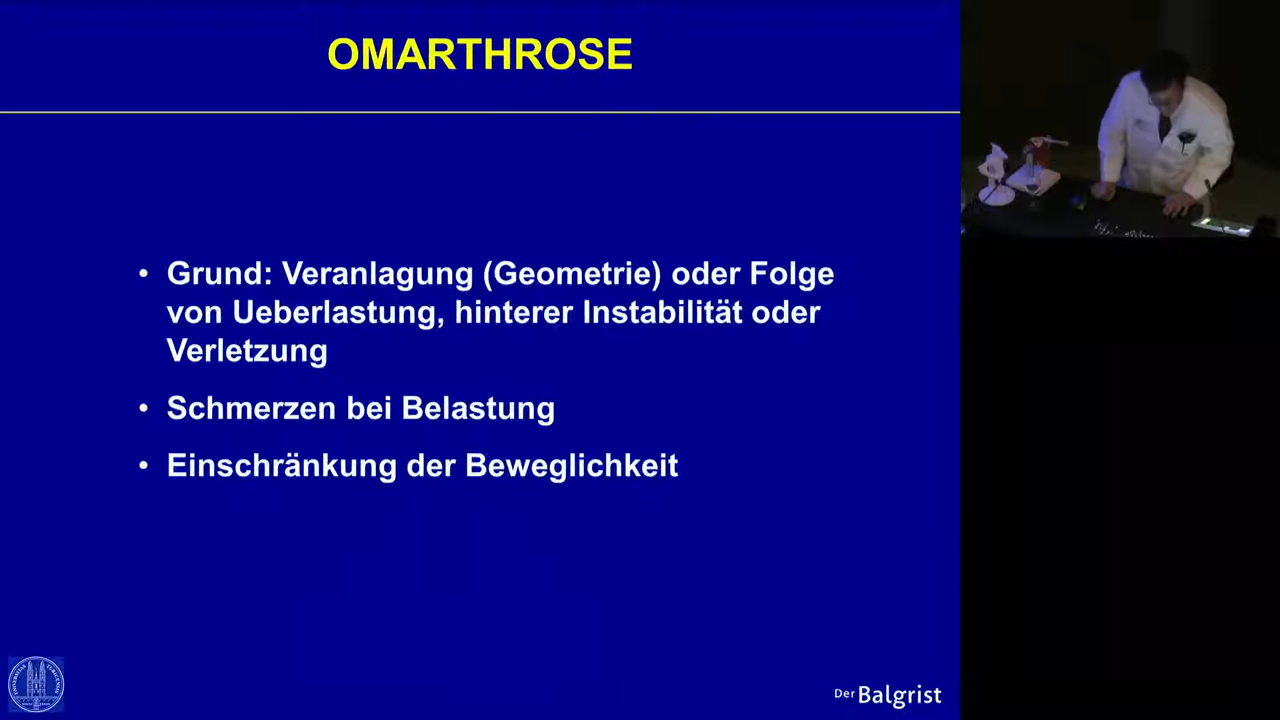 OMARTHROSE
• Grund: Veranlagung (Geometrie) oder Folge
von Ueberlastung, hinterer Instabilität oder
Verletzung
• Schmerzen bei Belastung
• Einschränkung der Beweglichkeit
Der Balgrist